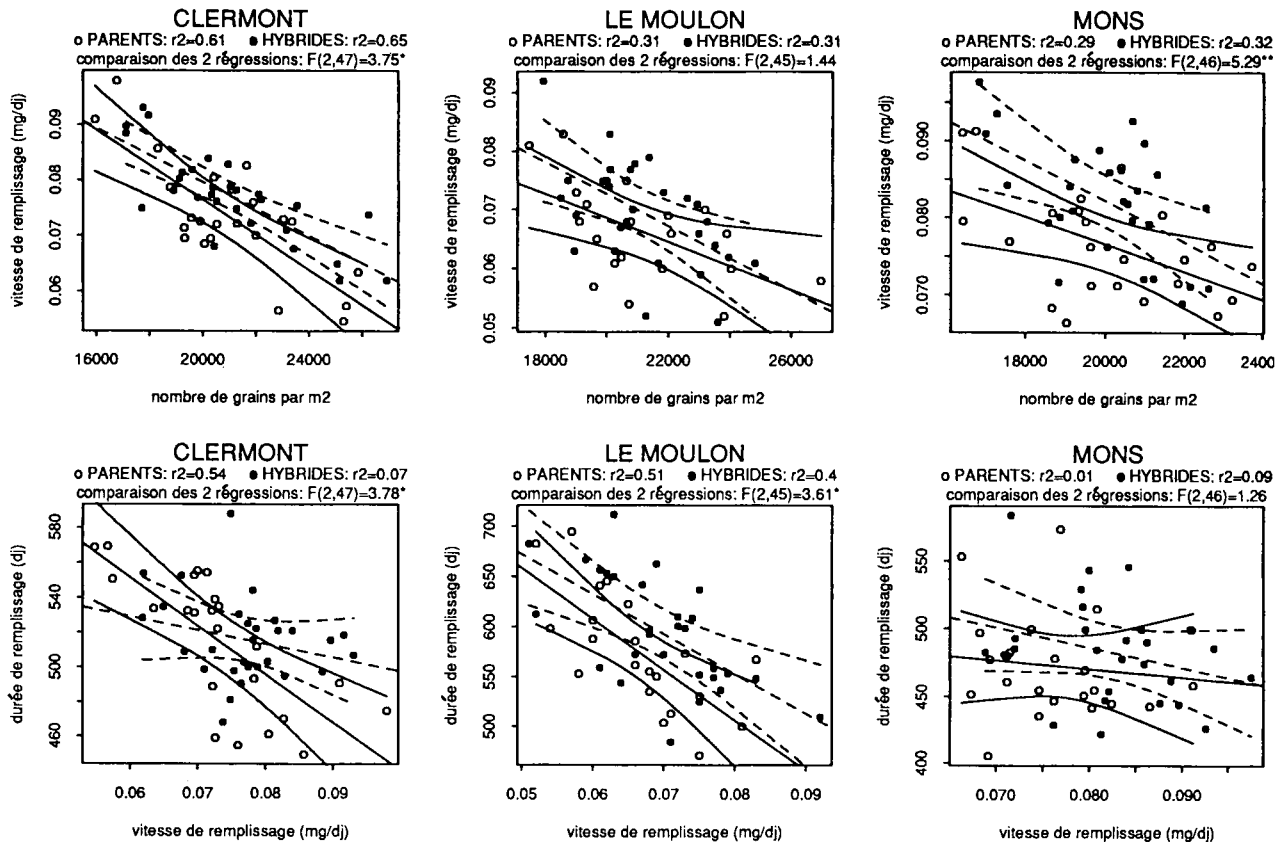 CLERMONT
PARENTS: r2=0.61 HYBRIDES: r2=0.65
comparaison des 2 régressions: F(2,47)=3.75*
vitesse de remplissage (mg/dj)
0.09
0.08
0.07
0.06
16000 20000 24000
nombre de grains par m2
LE MOULON
PARENTS: r2=0.31 HYBRIDES: r2=0.31
comparaison des 2 régressions: F(2,45)=1.44
vitesse de remplissage (mg/dj)
0.09
0.08
0.07
0.06
0.05
18000 22000 26000
nombre de grains par m2
MONS
PARENTS: r2=0.29 HYBRIDES: r2=0.32
comparaison des 2 régressions: F(2,46)=5.29**
vitesse de remplissage (mg/dj)
0.090
0.080
0.070
18000 20000 22000 2400
nombre de grains par m2
CLERMONT
PARENTS: r2=0.54 HYBRIDES: r2=0.07
comparaison des 2 régressions: F(2,47)=3.78*
durée de remplissage (dj)
580
540
500
460
0.06 0.07 0.08 0.09
vitesse de remplissage (mg/dj)
LE MOULON
PARENTS: r2=0.51 HYBRIDES: r2=0.4
comparaison des 2 régressions: F(2,45)=3.61*
durée de remplissage (dj)
700
650
600
550
500
0.05 0.06 0.07 0.08 0.09
vitesse de remplissage (mg/dj)
MONS
PARENTS: r2=0.01 HYBRIDES: r2=0.09
comparaison des 2 régressions: F(2,46)=1.26
durée de remplissage (dj)
550
500
450
400
0.070 0.080 0.090
vitesse de remplissage (mg/dj)